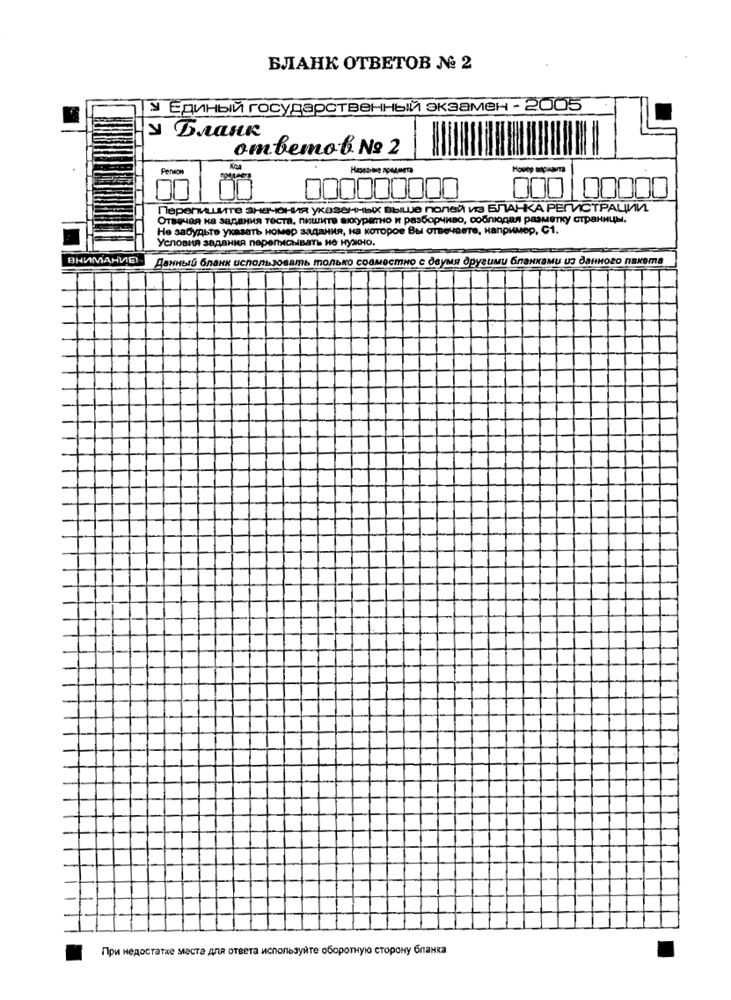 БЛАНК ОТВЕТОВ № 2
Единый государственный экзамен - 2005
Бланк
ответов № 2
Регион
Код
предмета
Название предмета
Номер варианта
Перепишите значения указанных выше полей из БЛАНКА РЕГИСТРАЦИИ.
Отвечая на задания теста, пишите аккуратно и разборчиво, соблюдая разметку страницы.
Не забудьте указать номер задания, на которое Вы отвечаете, например, С1.
Условия задания переписывать не нужно.
ВНИМАНИЕ! Данный бланк использовать только совместно с двумя другими бланками из данного пакета
При недостатке места для ответа используйте оборотную сторону бланка